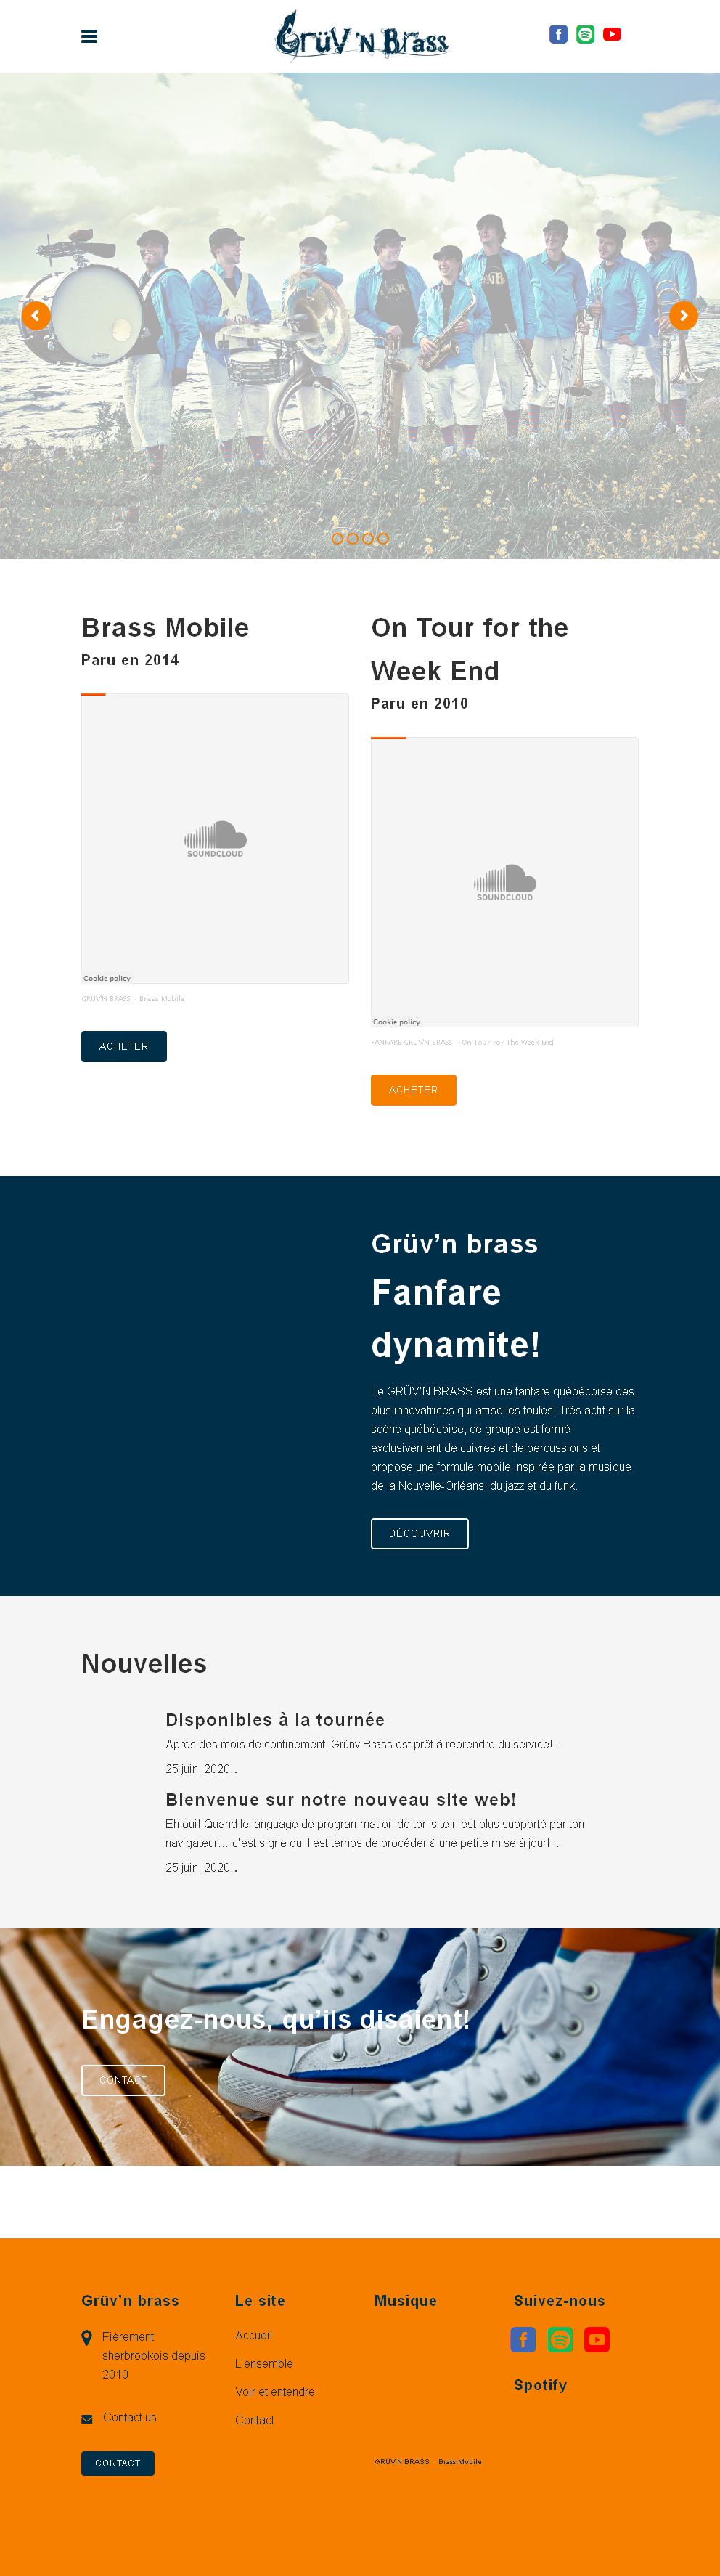 GrüV'N Brass
Brass Mobile
Paru en 2014
SOUNDCLOUD
Cookie policy
GRÜV'N BRASS · Brass Mobile
ACHETER
On Tour for the
Week End
Paru en 2010
SOUNDCLOUD
Cookie policy
FANFARE GRUV'N BRASS · On Tour For The Week End
ACHETER
Grüv’n brass
Fanfare
dynamite!
Le GRÜV’N BRASS est une fanfare québécoise des
plus innovatrices qui attise les foules! Très actif sur la
scène québécoise, ce groupe est formé
exclusivement de cuivres et de percussions et
propose une formule mobile inspirée par la musique
de la Nouvelle-Orléans, du jazz et du funk.
DÉCOUVRIR
Nouvelles
Disponibles à la tournée
Après des mois de confinement, Grünv’Brass est prêt à reprendre du service!...
25 juin, 2020 .
Bienvenue sur notre nouveau site web!
Eh oui! Quand le language de programmation de ton site n’est plus supporté par ton
navigateur… c’est signe qu’il est temps de procéder à une petite mise à jour!...
25 juin, 2020 .
Engagez-nous, qu’ils disaient!
CONTACT
Grüv’n brass
Fièrement
sherbrookois depuis
2010
Contact us
CONTACT
Le site
Accueil
L’ensemble
Voir et entendre
Contact
Musique
GRÜV'N BRASS Brass Mobile
Suivez-nous
Spotify